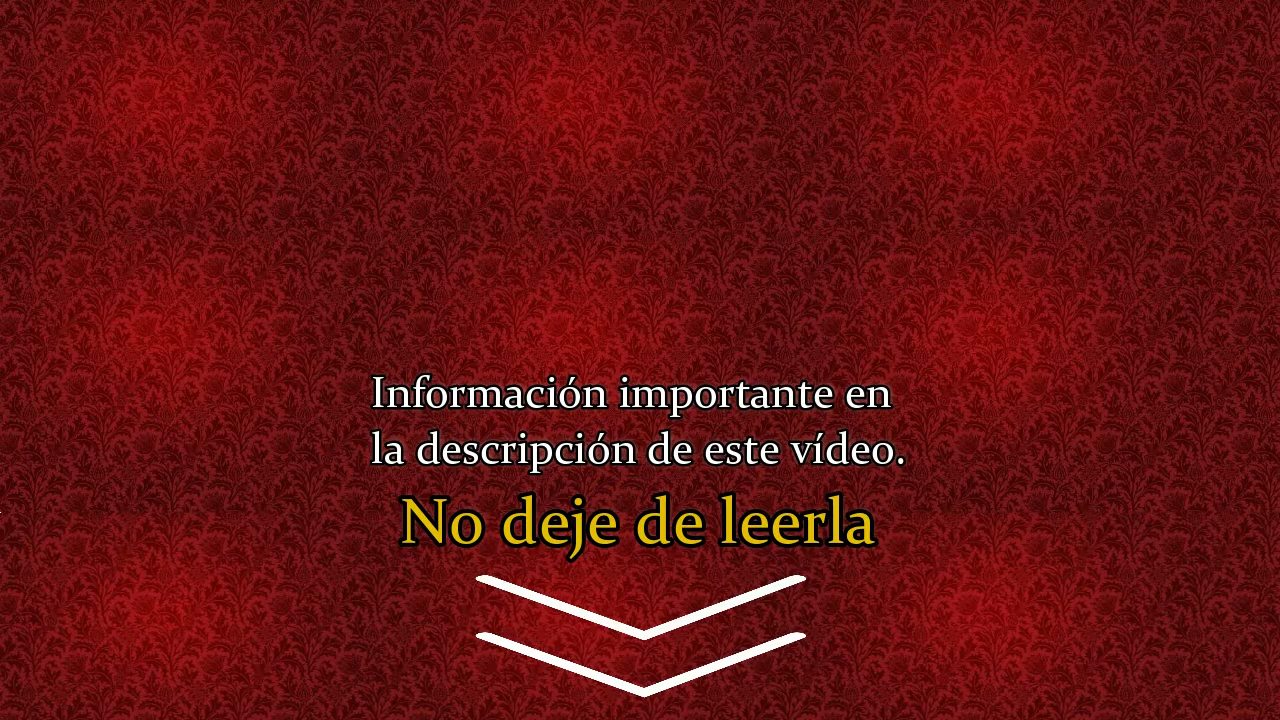 Información importante en
la descripción de este vídeo.
No deje de leerla